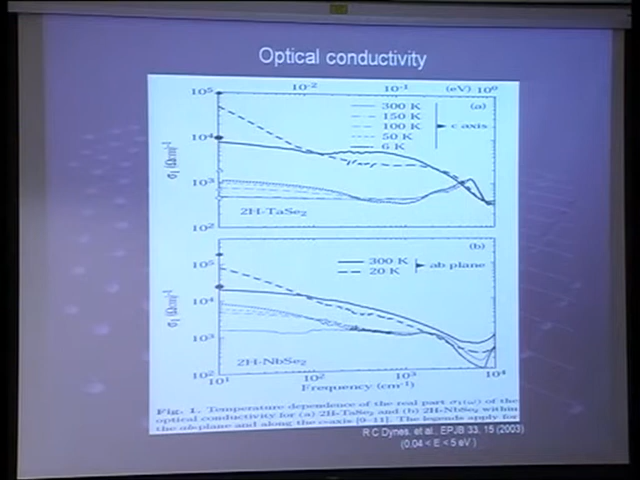 Optical conductivity
10⁻² 10⁻¹ (eV) 10⁰
10⁵
10⁴
10³
10²
σ₁ (Ωcm)⁻¹
(a)
300 K
150 K
100 K
50 K
6 K
c axis
2H-TaSe₂
(b)
300 K
20 K
ab plane
10⁵
10⁴
10³
10²
σ₁ (Ωcm)⁻¹
2H-NbSe₂
10¹ 10² 10³ 10⁴
Frequency (cm⁻¹)
Fig. 1. Temperature dependence of the real part σ₁(ω) of the
optical conductivity for (a) 2H-TaSe₂ and (b) 2H-NbSe₂ within
the ab-plane and along the c-axis [9–11]. The legends apply for
R.C Dynes, et al., EPJB 33, 15 (2003)
(0.04 < E < 5 eV)